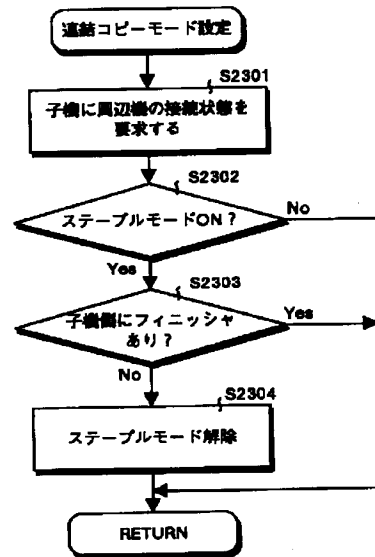 連結コピーモード設定
S2301
子機に周辺機の接続状態を
要求する
S2302
ステープルモードON？
No
Yes
S2303
子機側にフィニッシャ
あり？
Yes
No
S2304
ステープルモード解除
RETURN